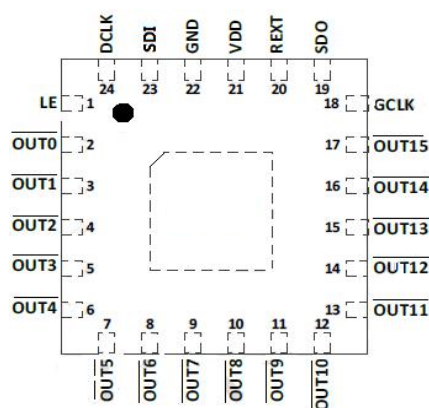 DCLK SDI GND VDD REXT SDO
24 23 22 21 20 19
LE 1 18 GCLK
OUT0 2 17 OUT15
OUT1 3 16 OUT14
OUT2 4 15 OUT13
OUT3 5 14 OUT12
OUT4 6 13 OUT11
7 8 9 10 11 12
OUT5 OUT6 OUT7 OUT8 OUT9 OUT10